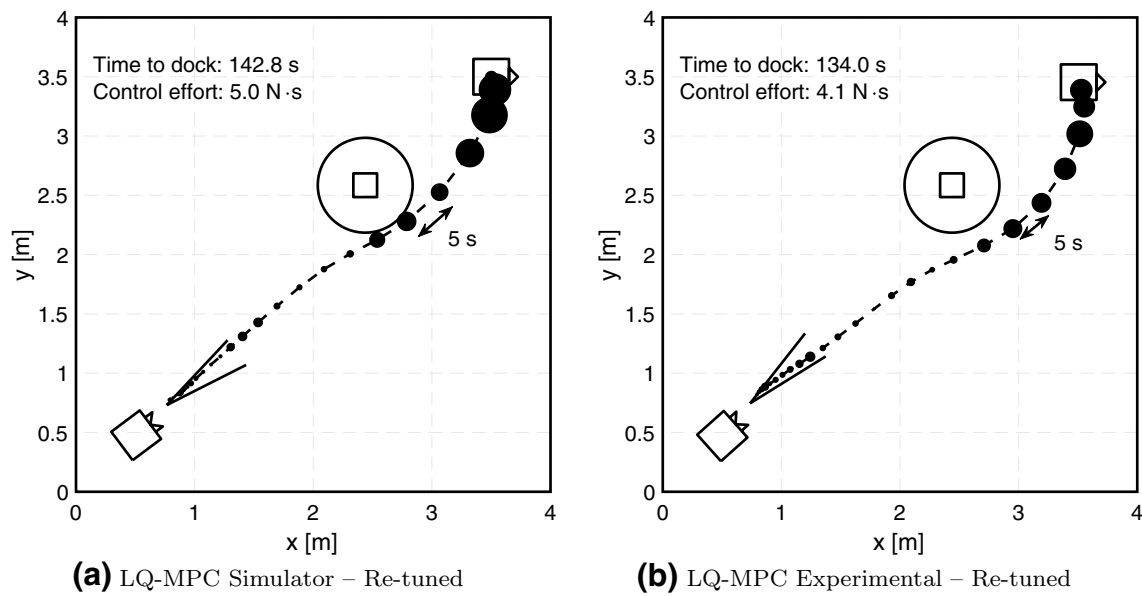 4
3.5
3
2.5
2
1.5
1
0.5
0
y [m]
Time to dock: 142.8 s
Control effort: 5.0 N·s
5 s
0 1 2 3 4
x [m]
(a) LQ-MPC Simulator – Re-tuned
4
3.5
3
2.5
2
1.5
1
0.5
0
y [m]
Time to dock: 134.0 s
Control effort: 4.1 N·s
5 s
0 1 2 3 4
x [m]
(b) LQ-MPC Experimental – Re-tuned